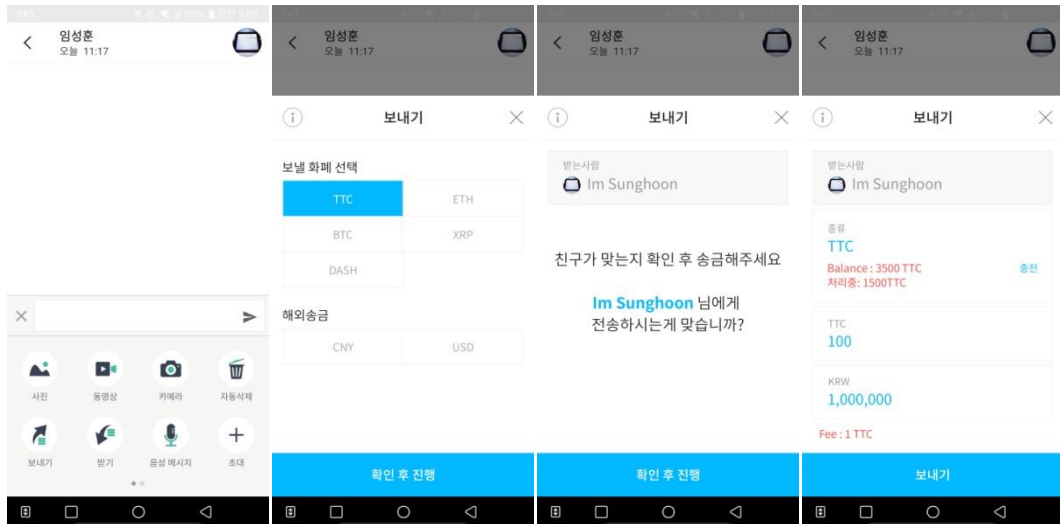 SKT
임성훈
오늘 11:17
사진
동영상
카메라
자동삭제
보내기
받기
음성 메시지
초대
임성훈
오늘 11:17
보내기
보낼 화폐 선택
TTC
ETH
BTC
XRP
DASH
해외송금
CNY
USD
확인 후 진행
임성훈
오늘 11:17
보내기
받는사람
Im Sunghoon
친구가 맞는지 확인 후 송금해주세요
Im Sunghoon 님에게
전송하시는게 맞습니까?
확인 후 진행
임성훈
오늘 11:17
보내기
받는사람
Im Sunghoon
종류
TTC
Balance : 3500 TTC
처리중: 1500TTC
충전
TTC
100
KRW
1,000,000
Fee : 1 TTC
보내기